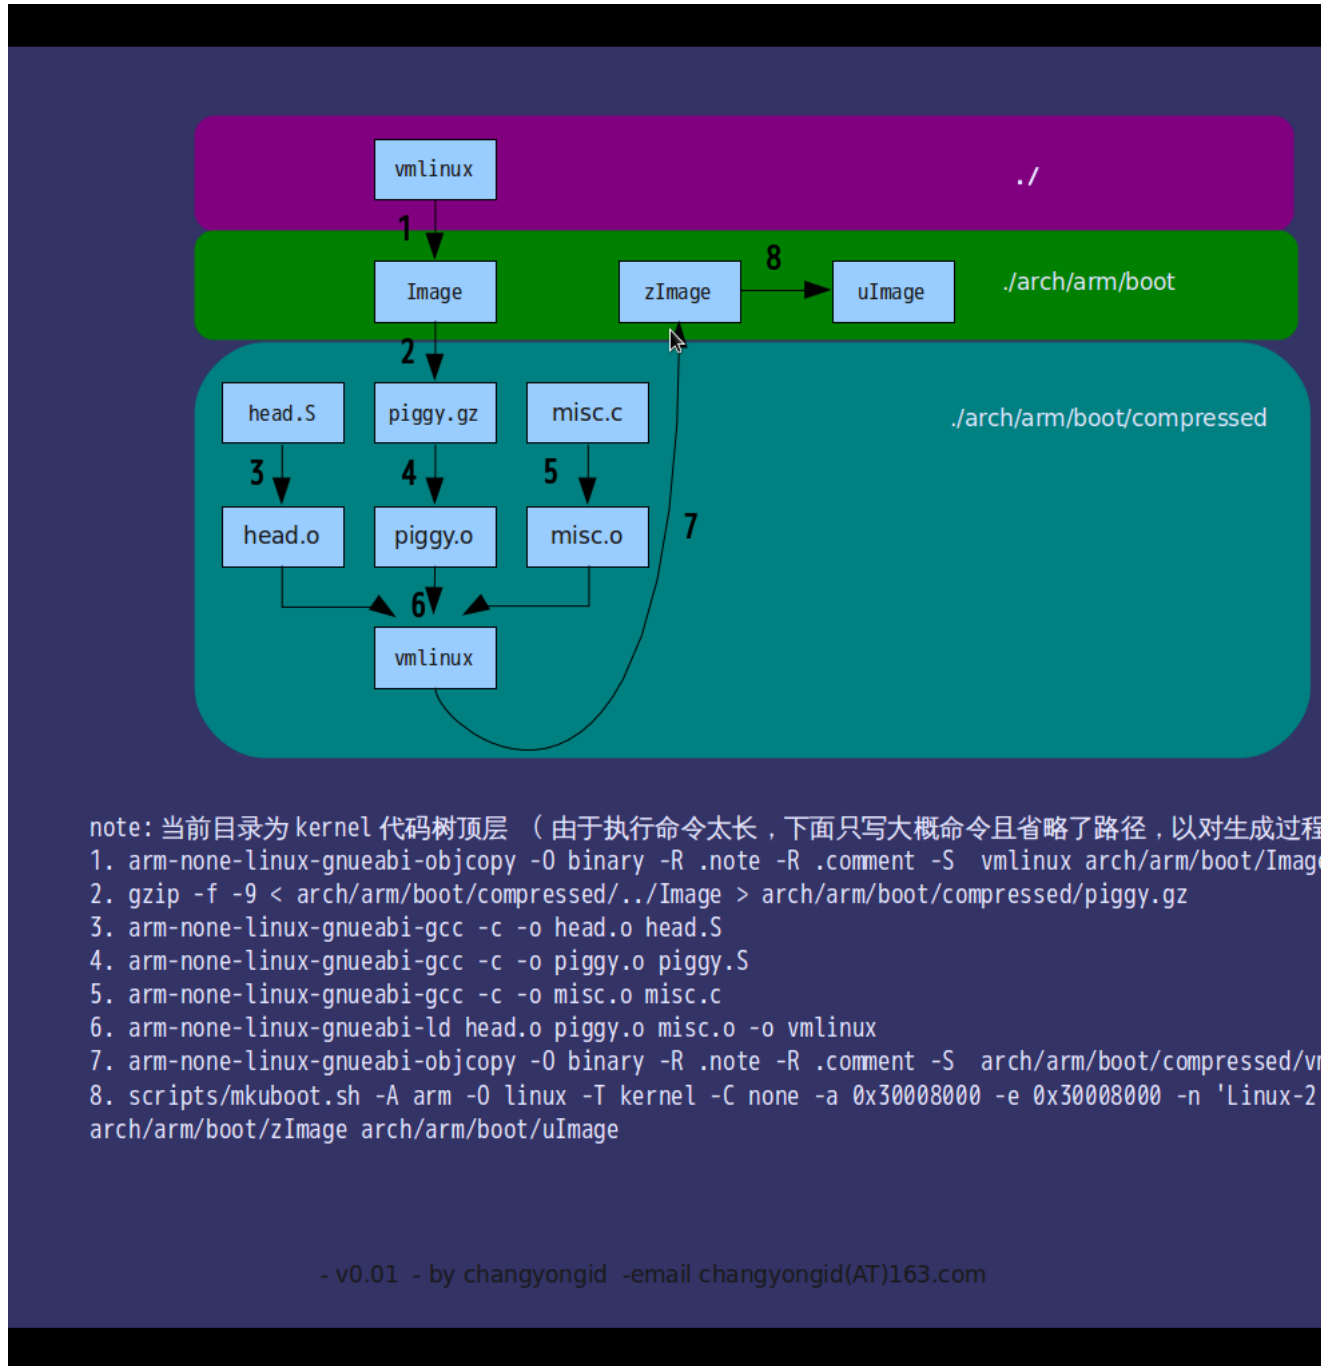 vmlinux
./
1
Image
zImage
8
uImage
./arch/arm/boot
2
head.S
piggy.gz
misc.c
./arch/arm/boot/compressed
3
4
5
head.o
piggy.o
misc.o
7
6
vmlinux
note: 当前目录为 kernel 代码树顶层 （ 由于执行命令太长，下面只写大概命令且省略了路径，以对生成过程
1. arm-none-linux-gnueabi-objcopy -O binary -R .note -R .comment -S  vmlinux arch/arm/boot/Image
2. gzip -f -9 < arch/arm/boot/compressed/../Image > arch/arm/boot/compressed/piggy.gz
3. arm-none-linux-gnueabi-gcc -c -o head.o head.S
4. arm-none-linux-gnueabi-gcc -c -o piggy.o piggy.S
5. arm-none-linux-gnueabi-gcc -c -o misc.o misc.c
6. arm-none-linux-gnueabi-ld head.o piggy.o misc.o -o vmlinux
7. arm-none-linux-gnueabi-objcopy -O binary -R .note -R .comment -S  arch/arm/boot/compressed/
8. scripts/mkuboot.sh -A arm -O linux -T kernel -C none -a 0x30008000 -e 0x30008000 -n 'Linux-2
arch/arm/boot/zImage arch/arm/boot/uImage
- v0.01  - by changyongid  -email changyongid(AT)163.com